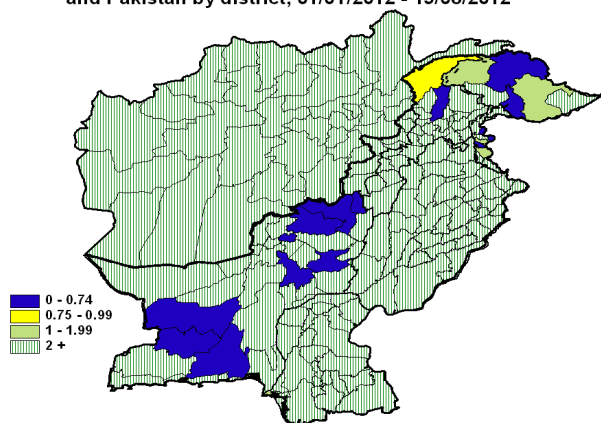 and Pakistan by district, 01/01/2012 - 15/08/2012
0 - 0.74
0.75 - 0.99
1 - 1.99
2 +